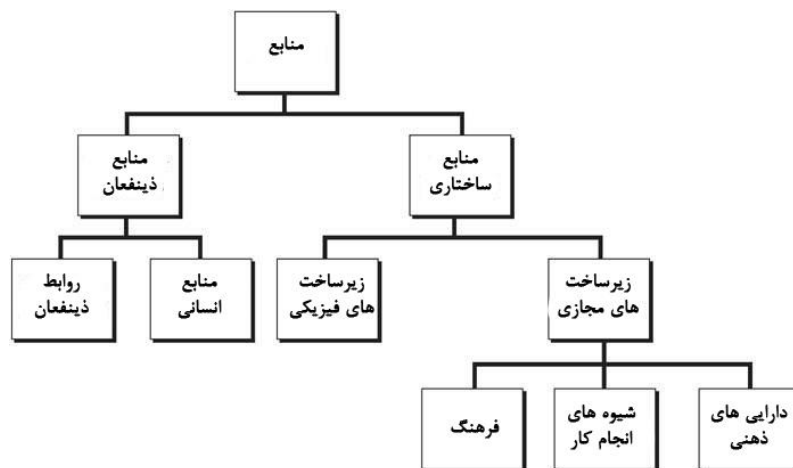 منابع
منابع
ذینفعان
منابع
ساختاری
روابط
ذینفعان
منابع
انسانی
زیرساخت
های فیزیکی
زیرساخت
های مجازی
فرهنگ
شیوه های
انجام کار
دارایی های
ذهنی